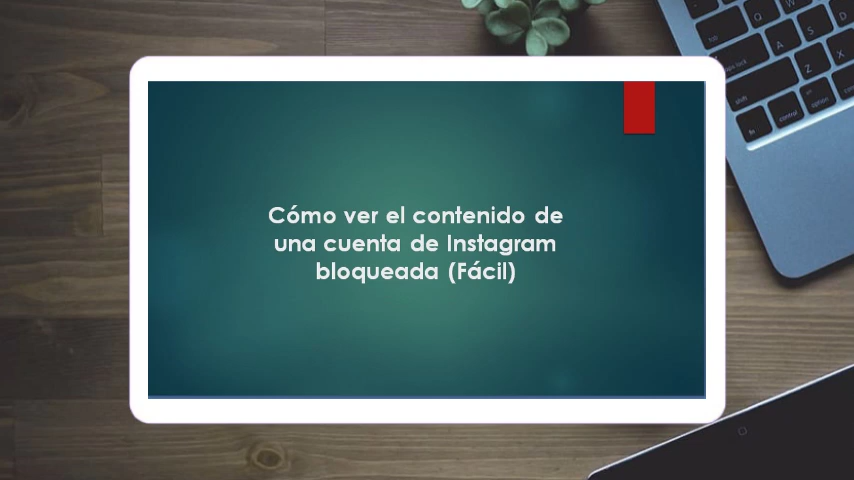 Cómo ver el contenido de
una cuenta de Instagram
bloqueada (Fácil)